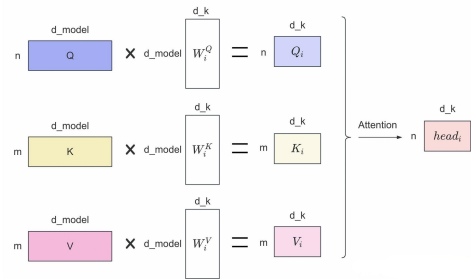 d_model
d_k
d_k
n
Q
×
d_model
W_i^Q
=
n
Q_i
d_model
d_k
d_k
m
K
×
d_model
W_i^K
=
m
K_i
Attention
d_k
n
head_i
d_model
d_k
d_k
m
V
×
d_model
W_i^V
=
m
V_i